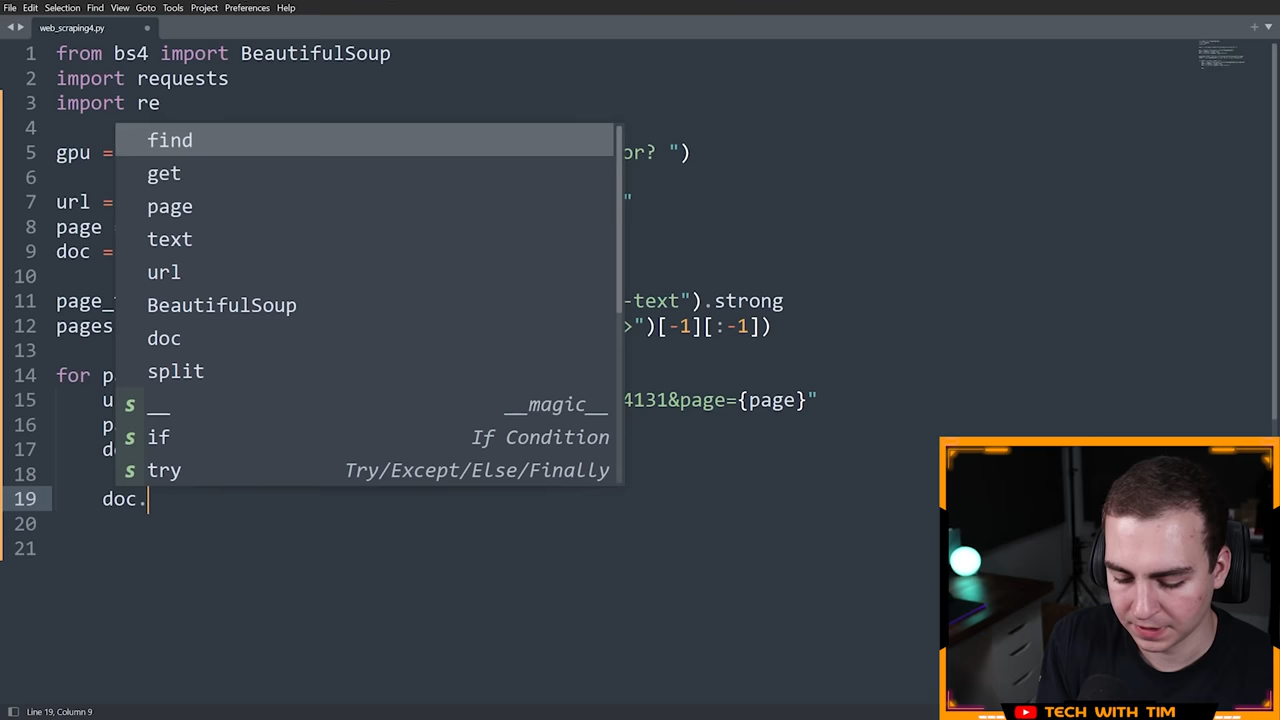 File Edit Selection Find View Goto Tools Project Preferences Help
web_scraping4.py
1 from bs4 import BeautifulSoup
2 import requests
3 import re
4
find
5 gpu = or? ")
get
6
page
7 url = "
8 page
text
9 doc =
url
10
11 page_ -text").strong
BeautifulSoup
12 pages >")[-1][:-1])
doc
13
split
14 for
15 4131&page={page}"
__ __magic__
16
if If Condition
17
try Try/Except/Else/Finally
18
19 doc.
20
21
TECH WITH TIM
Line 19, Column 9